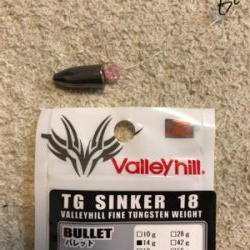 Valleyhill
TG SINKER 18
VALLEYHILL FINE TUNGSTEN WEIGHT
BULLET
バレット
□10g □28g
■14g □42g